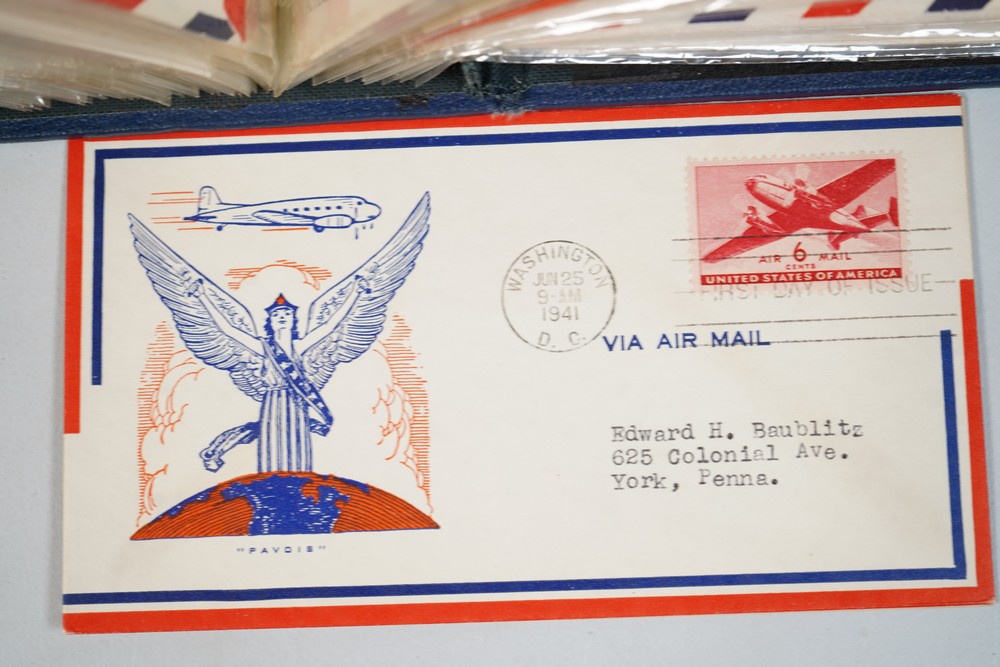 WASHINGTON
JUN 25
9-AM
1941
D. C.
AIR 6 MAIL
CENTS
UNITED STATES OF AMERICA
FIRST DAY OF ISSUE
VIA AIR MAIL
Edward H. Baublitz
625 Colonial Ave.
York, Penna.
"PAVOIS"